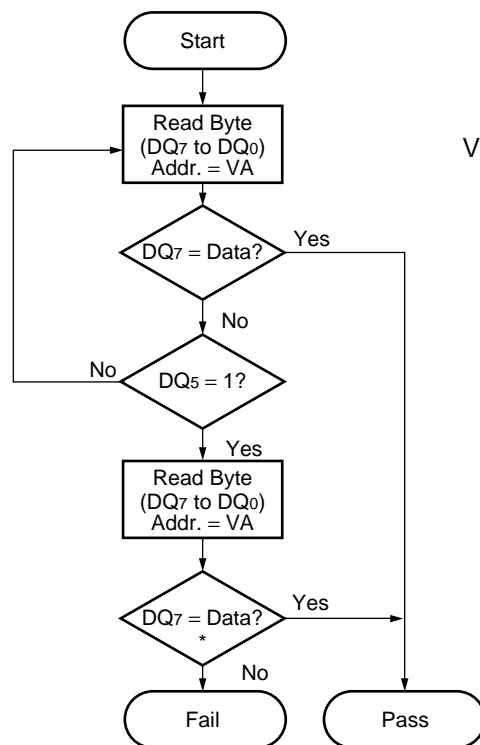 Start
Read Byte
(DQ7 to DQ0)
Addr. = VA
V
DQ7 = Data?
Yes
No
No
DQ5 = 1?
Yes
Read Byte
(DQ7 to DQ0)
Addr. = VA
DQ7 = Data?
*
Yes
No
Fail
Pass